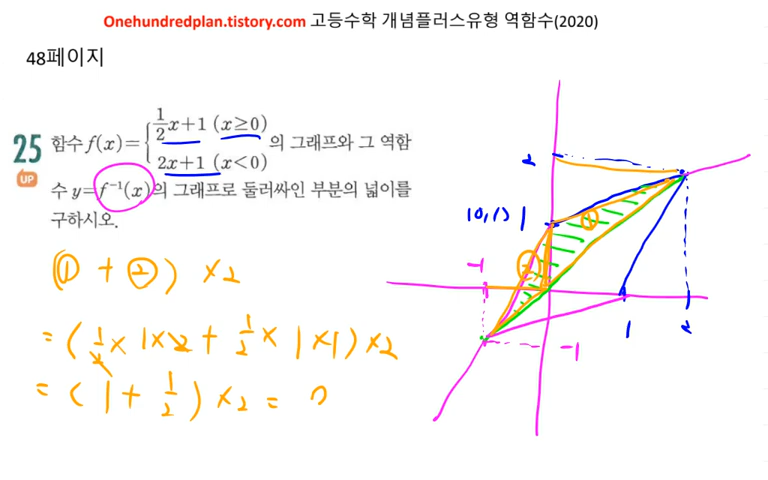 Onehundredplan.tistory.com 고등수학 개념플러스유형 역함수(2020)
48페이지
25 함수 f(x)={ 1/2x+1 (x≥0)
2x+1 (x<0) 의 그래프와 그 역함
UP 수 y=f⁻¹(x)의 그래프로 둘러싸인 부분의 넓이를
구하시오.
(① + ②) ×2
= (1/2 × 1×2 + 1/2 × 1×1) ×2
= (1 + 1/2) ×2 =
2
(0,1) 1
①
②
-1
1 2
-1